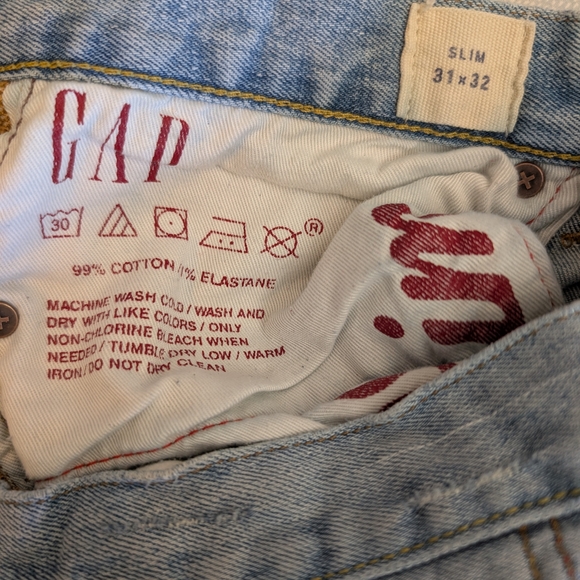 SLIM
31 x 32
GAP
30
®
99% COTTON / 1% ELASTANE
MACHINE WASH COLD / WASH AND
DRY WITH LIKE COLORS / ONLY
NON-CHLORINE BLEACH WHEN
NEEDED / TUMBLE DRY LOW / WARM
IRON / DO NOT DRY CLEAN